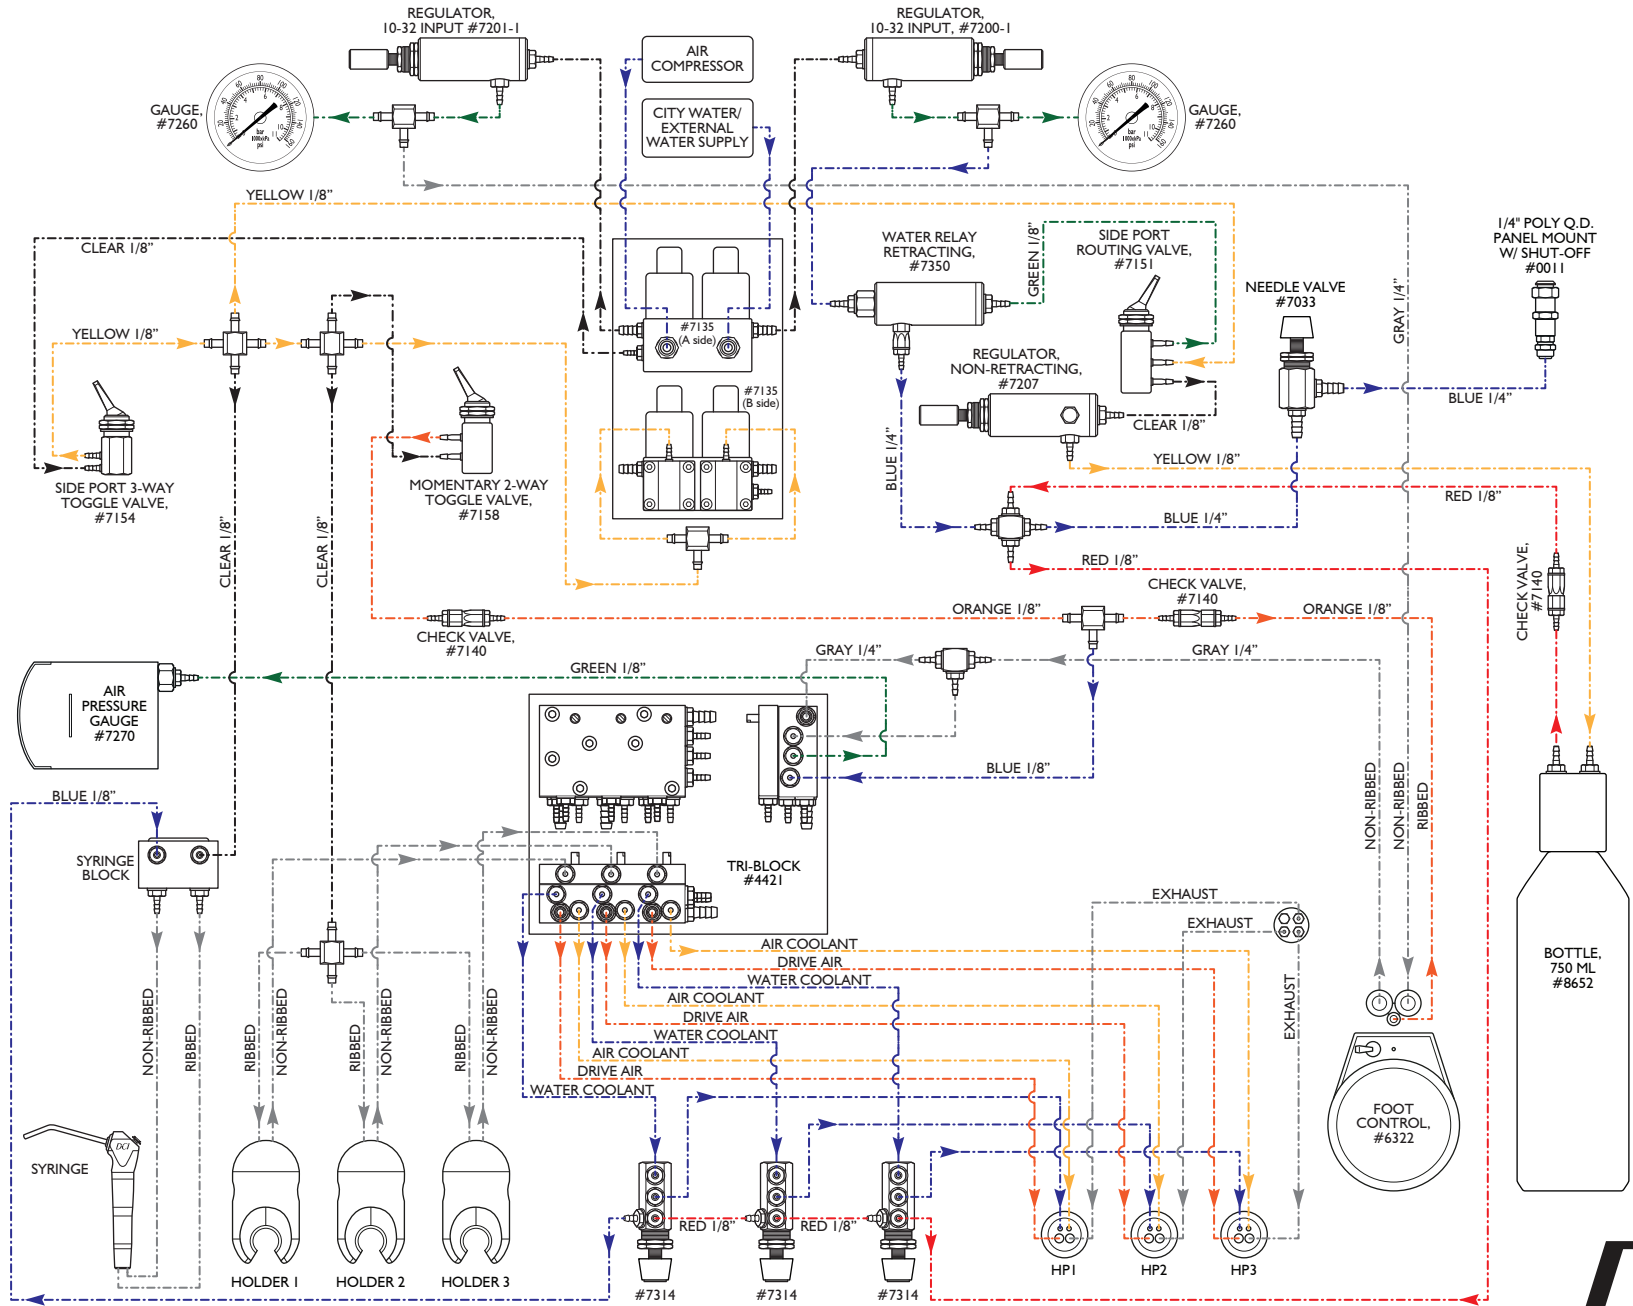 REGULATOR,
10-32 INPUT #7201-1
REGULATOR,
10-32 INPUT, #7200-1
AIR
COMPRESSOR
CITY WATER/
EXTERNAL
WATER SUPPLY
GAUGE,
#7260
GAUGE,
#7260
bar
psi
bar
psi
YELLOW 1/8”
CLEAR 1/8”
YELLOW 1/8”
WATER RELAY
RETRACTING,
#7350
GREEN 1/8”
SIDE PORT
ROUTING VALVE,
#7151
GRAY 1/4”
1/4" POLY Q.D.
PANEL MOUNT
W/ SHUT-OFF
#0011
NEEDLE VALVE
#7033
#7135
(A side)
#7135
(B side)
REGULATOR,
NON-RETRACTING,
#7207
CLEAR 1/8”
BLUE 1/4”
YELLOW 1/8”
BLUE 1/4”
RED 1/8”
BLUE 1/4”
RED 1/8”
SIDE PORT 3-WAY
TOGGLE VALVE,
#7154
MOMENTARY 2-WAY
TOGGLE VALVE,
#7158
CLEAR 1/8”
CLEAR 1/8”
CHECK VALVE,
#7140
CHECK VALVE,
#7140
ORANGE 1/8”
ORANGE 1/8”
CHECK VALVE,
#7140
GRAY 1/4”
GRAY 1/4”
GREEN 1/8”
AIR
PRESSURE
GAUGE
#7270
BLUE 1/8”
BLUE 1/8”
SYRINGE
BLOCK
TRI-BLOCK
#4421
NON-RIBBED
NON-RIBBED
RIBBED
EXHAUST
EXHAUST
EXHAUST
AIR COOLANT
DRIVE AIR
WATER COOLANT
AIR COOLANT
DRIVE AIR
WATER COOLANT
AIR COOLANT
DRIVE AIR
WATER COOLANT
BOTTLE,
750 ML
#8652
NON-RIBBED
RIBBED
RIBBED
NON-RIBBED
RIBBED
NON-RIBBED
RIBBED
NON-RIBBED
FOOT
CONTROL,
#6322
DCI
SYRINGE
RED 1/8”
RED 1/8”
HOLDER 1
HOLDER 2
HOLDER 3
#7314
#7314
#7314
HP1
HP2
HP3